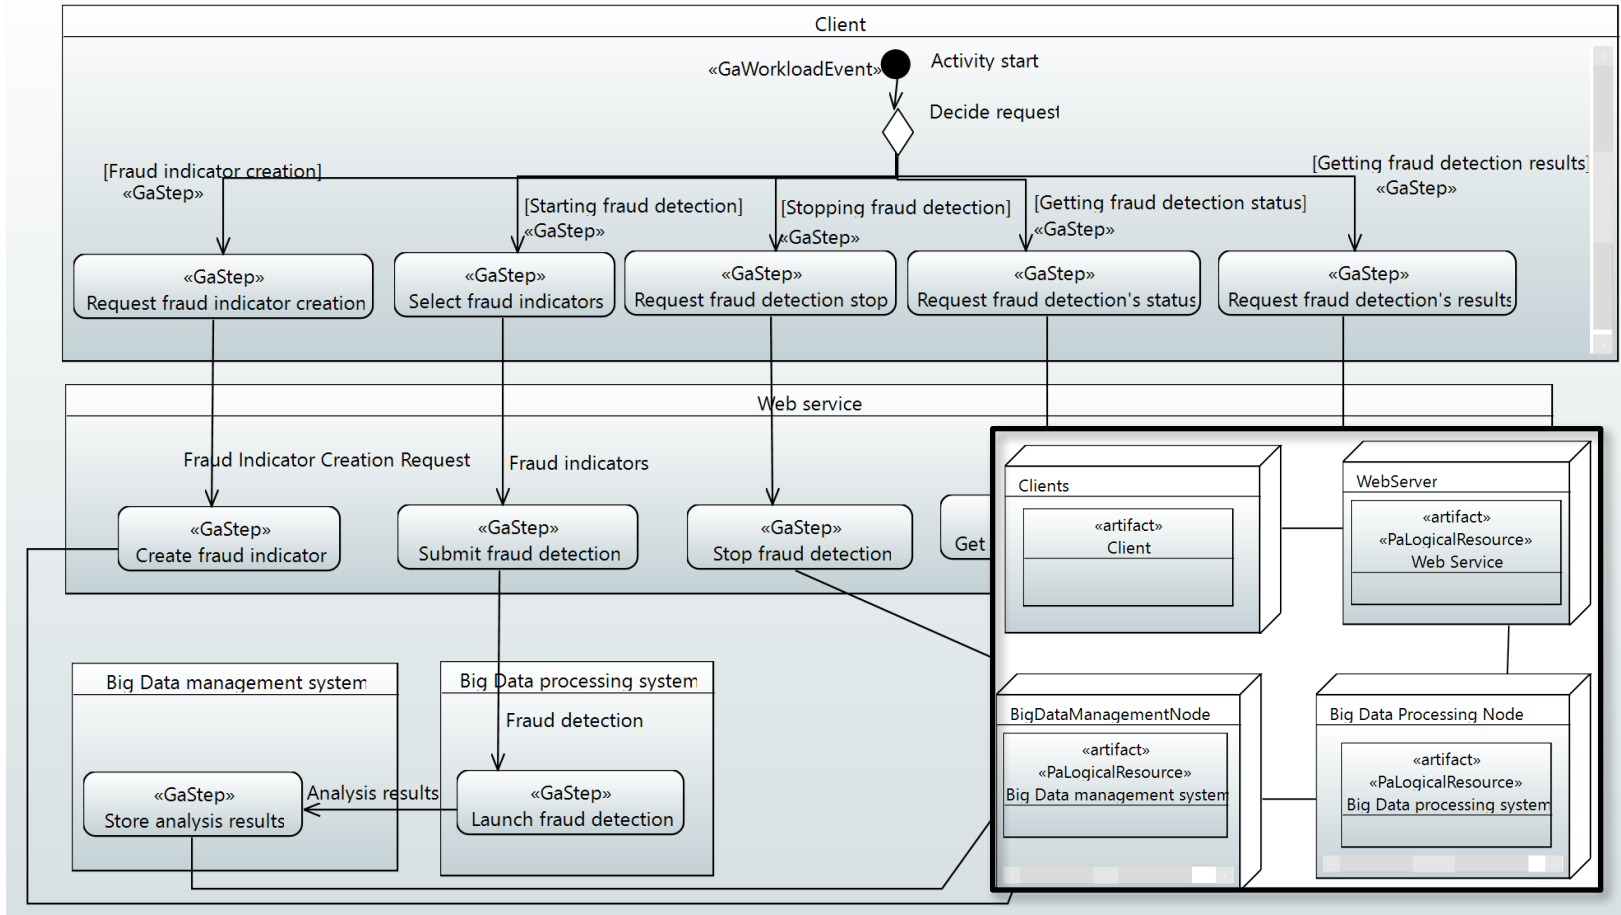 Client
«GaWorkloadEvent»
Activity start
Decide request
[Fraud indicator creation]
«GaStep»
[Starting fraud detection]
«GaStep»
[Stopping fraud detection]
«GaStep»
[Getting fraud detection status]
«GaStep»
[Getting fraud detection results]
«GaStep»
«GaStep»
Request fraud indicator creation
«GaStep»
Select fraud indicators
«GaStep»
Request fraud detection stop
«GaStep»
Request fraud detection's status
«GaStep»
Request fraud detection's results
Web service
Fraud Indicator Creation Request
Fraud indicators
«GaStep»
Create fraud indicator
«GaStep»
Submit fraud detection
«GaStep»
Stop fraud detection
Get
Big Data management system
Big Data processing system
Fraud detection
«GaStep»
Store analysis results
Analysis results
«GaStep»
Launch fraud detection
Clients
«artifact»
Client
WebServer
«artifact»
«PaLogicalResource»
Web Service
BigDataManagementNode
«artifact»
«PaLogicalResource»
Big Data management system
Big Data Processing Node
«artifact»
«PaLogicalResource»
Big Data processing system